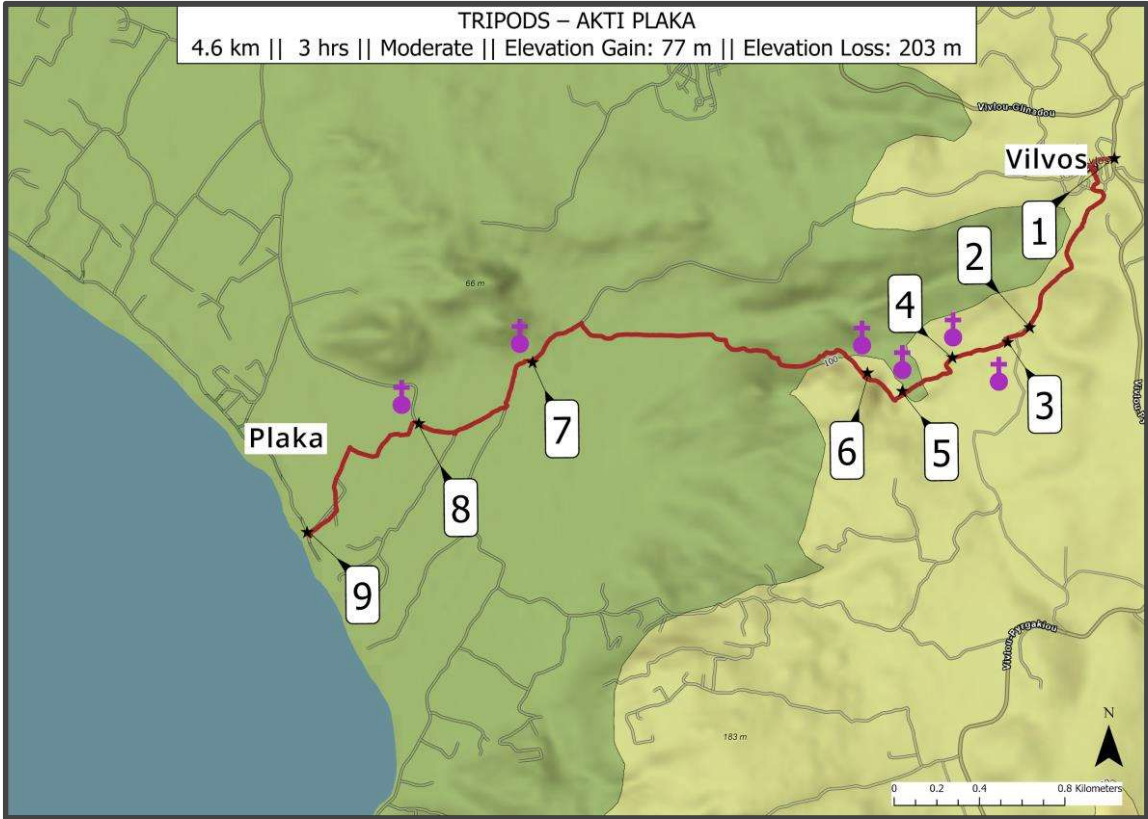 TRIPODS – AKTI PLAKA
4.6 km || 3 hrs || Moderate || Elevation Gain: 77 m || Elevation Loss: 203 m
Vivlou-Glinadou
Vilvos
1
2
66 m
4
100
3
7
6
5
Plaka
8
9
Vivlou-Pyrgakiou
183 m
N
0 0.2 0.4 0.8 Kilometers